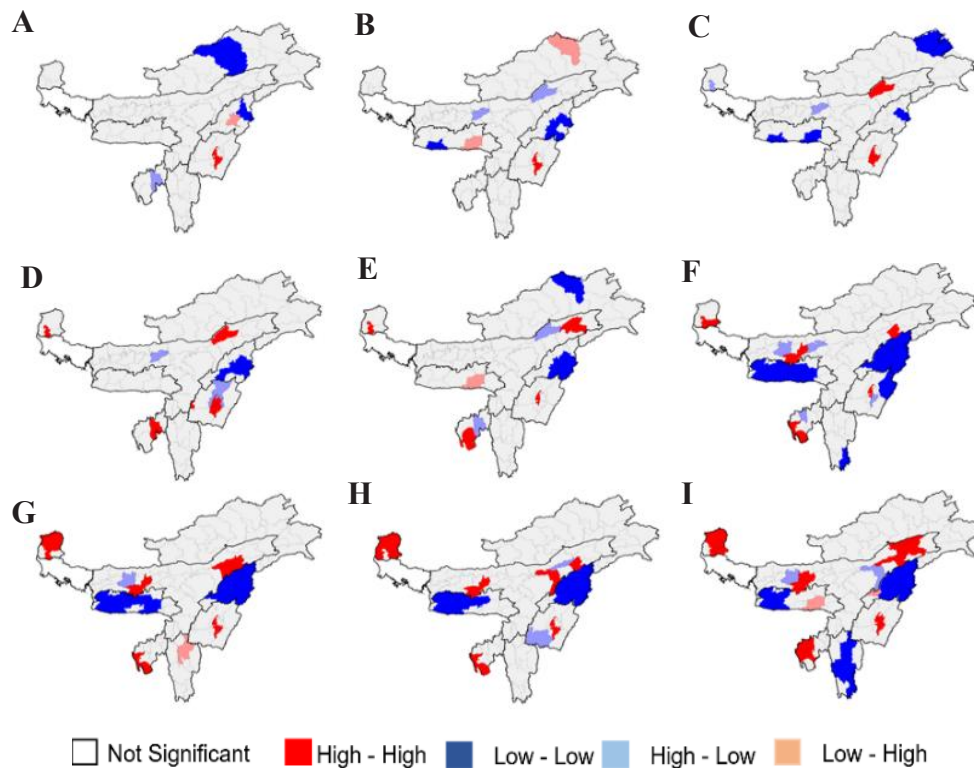 A B C
D E F
G H I
Not Significant High - High Low - Low High - Low Low - High